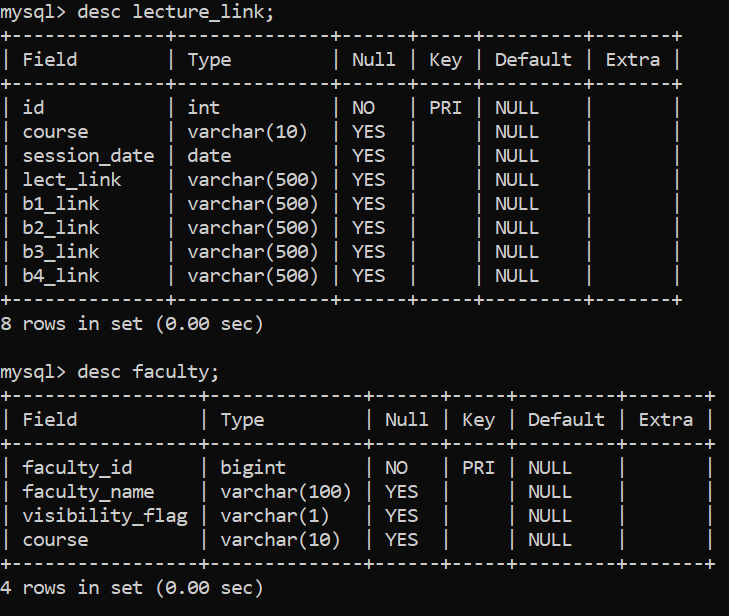 mysql> desc lecture_link;
+--------------+--------------+------+-----+---------+-------+
| Field        | Type         | Null | Key | Default | Extra |
+--------------+--------------+------+-----+---------+-------+
| id           | int          | NO   | PRI | NULL    |       |
| course       | varchar(10)  | YES  |     | NULL    |       |
| session_date | date         | YES  |     | NULL    |       |
| lect_link    | varchar(500) | YES  |     | NULL    |       |
| b1_link      | varchar(500) | YES  |     | NULL    |       |
| b2_link      | varchar(500) | YES  |     | NULL    |       |
| b3_link      | varchar(500) | YES  |     | NULL    |       |
| b4_link      | varchar(500) | YES  |     | NULL    |       |
+--------------+--------------+------+-----+---------+-------+
8 rows in set (0.00 sec)
mysql> desc faculty;
+-----------------+--------------+------+-----+---------+-------+
| Field           | Type         | Null | Key | Default | Extra |
+-----------------+--------------+------+-----+---------+-------+
| faculty_id      | bigint       | NO   | PRI | NULL    |       |
| faculty_name    | varchar(100) | YES  |     | NULL    |       |
| visibility_flag | varchar(1)   | YES  |     | NULL    |       |
| course          | varchar(10)  | YES  |     | NULL    |       |
+-----------------+--------------+------+-----+---------+-------+
4 rows in set (0.00 sec)